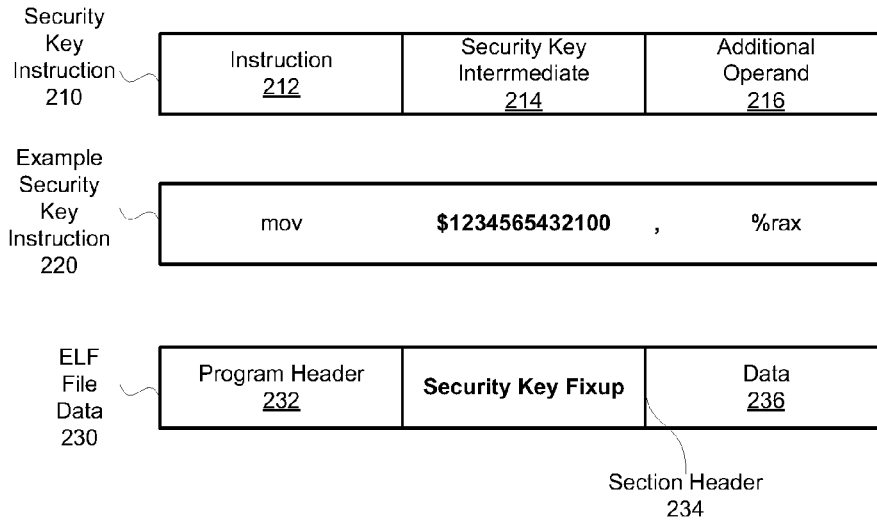 Security
Key
Instruction
210
Instruction
212
Security Key
Interrmediate
214
Additional
Operand
216
Example
Security
Key
Instruction
220
mov $1234565432100 , %rax
ELF
File
Data
230
Program Header
232
Security Key Fixup
Data
236
Section Header
234